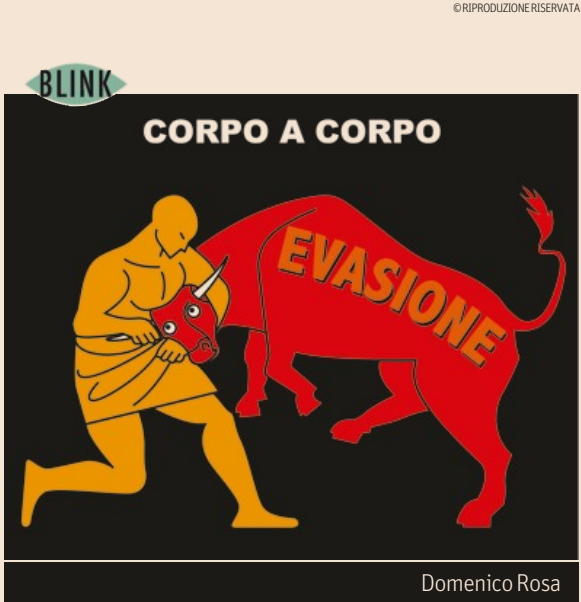 © RIPRODUZIONE RISERVATA
BLINK
CORPO A CORPO
EVASIONE
Domenico Rosa